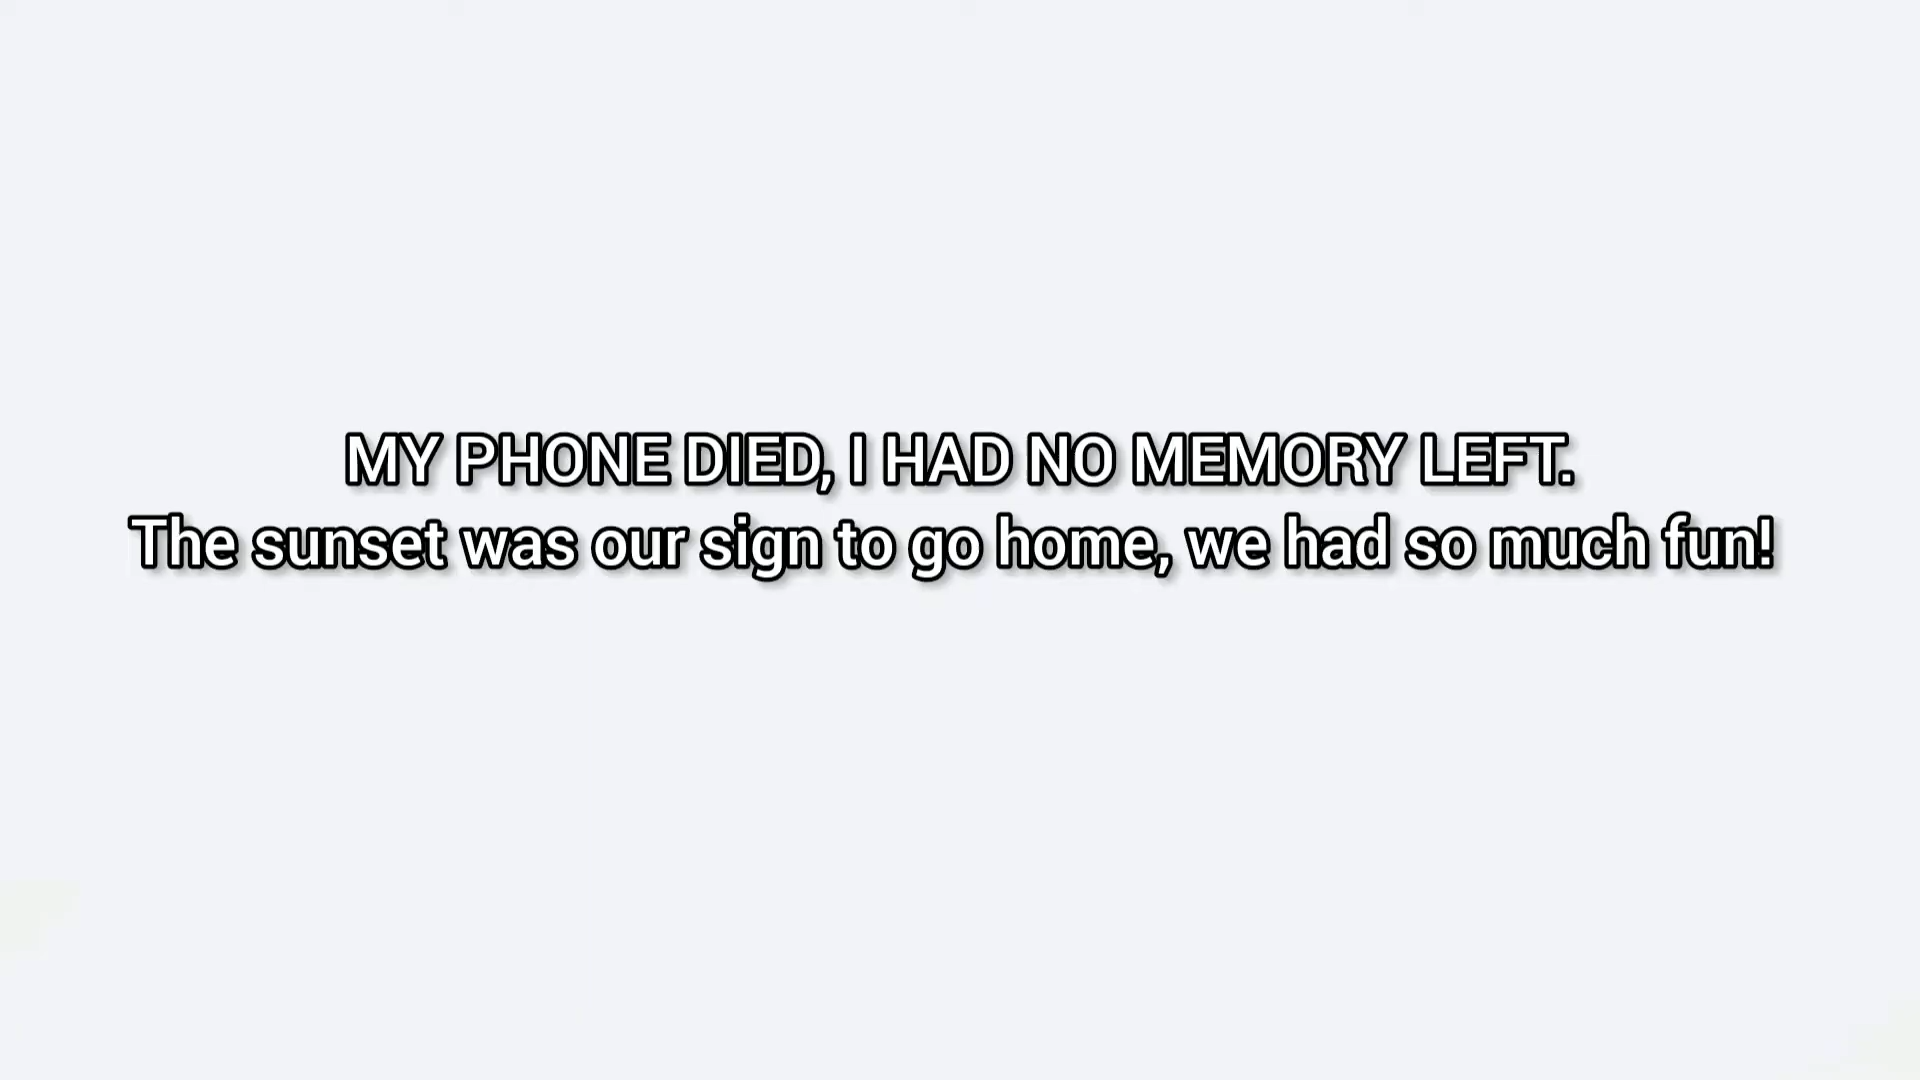 MY PHONE DIED, I HAD NO MEMORY LEFT.
The sunset was our sign to go home, we had so much fun!